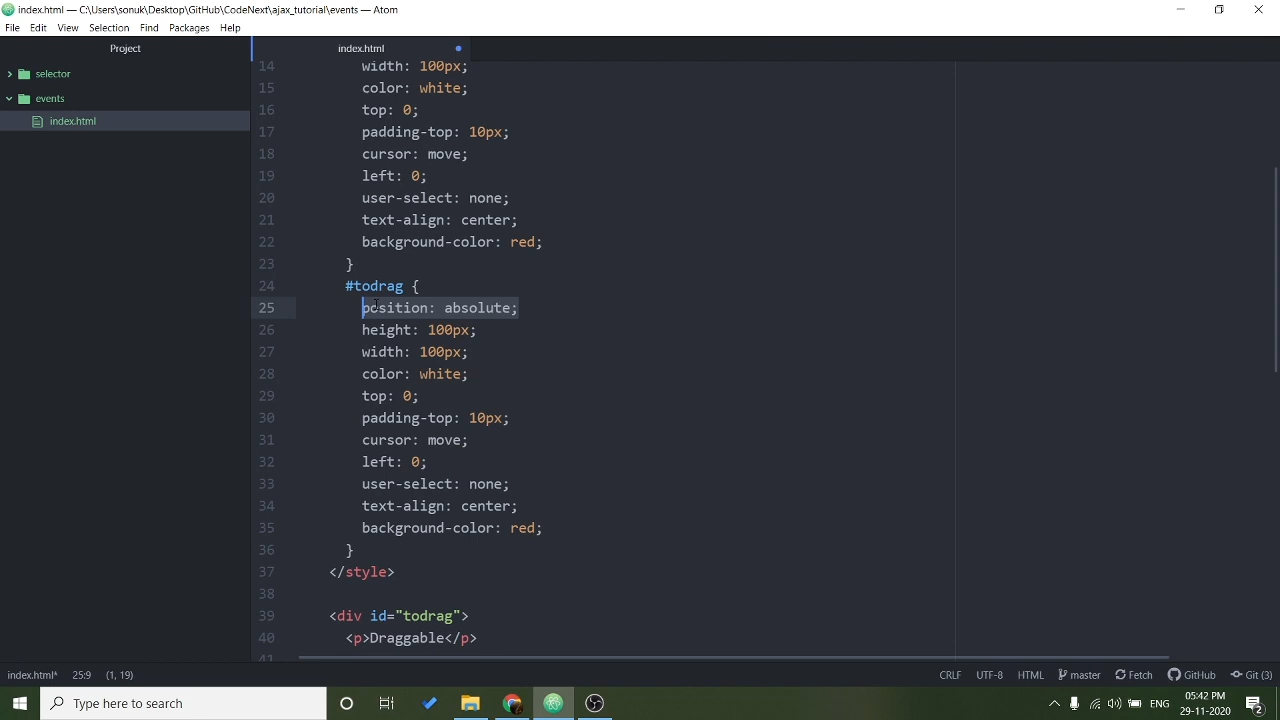 index.html — C:\Users\sonuk\Desktop\GitHub\CodeNext\ajax_tutorial\events — Atom
File Edit View Selection Find Packages Help
Project
index.html
selector
events
index.html
14 width: 100px;
15 color: white;
16 top: 0;
17 padding-top: 10px;
18 cursor: move;
19 left: 0;
20 user-select: none;
21 text-align: center;
22 background-color: red;
23 }
24 #todrag {
25 position: absolute;
26 height: 100px;
27 width: 100px;
28 color: white;
29 top: 0;
30 padding-top: 10px;
31 cursor: move;
32 left: 0;
33 user-select: none;
34 text-align: center;
35 background-color: red;
36 }
37 </style>
38
39 <div id="todrag">
40 <p>Draggable</p>
41
index.html* 25:9 (1, 19) CRLF UTF-8 HTML master Fetch GitHub Git (3)
Type here to search
ENG
05:42 PM
29-11-2020
2